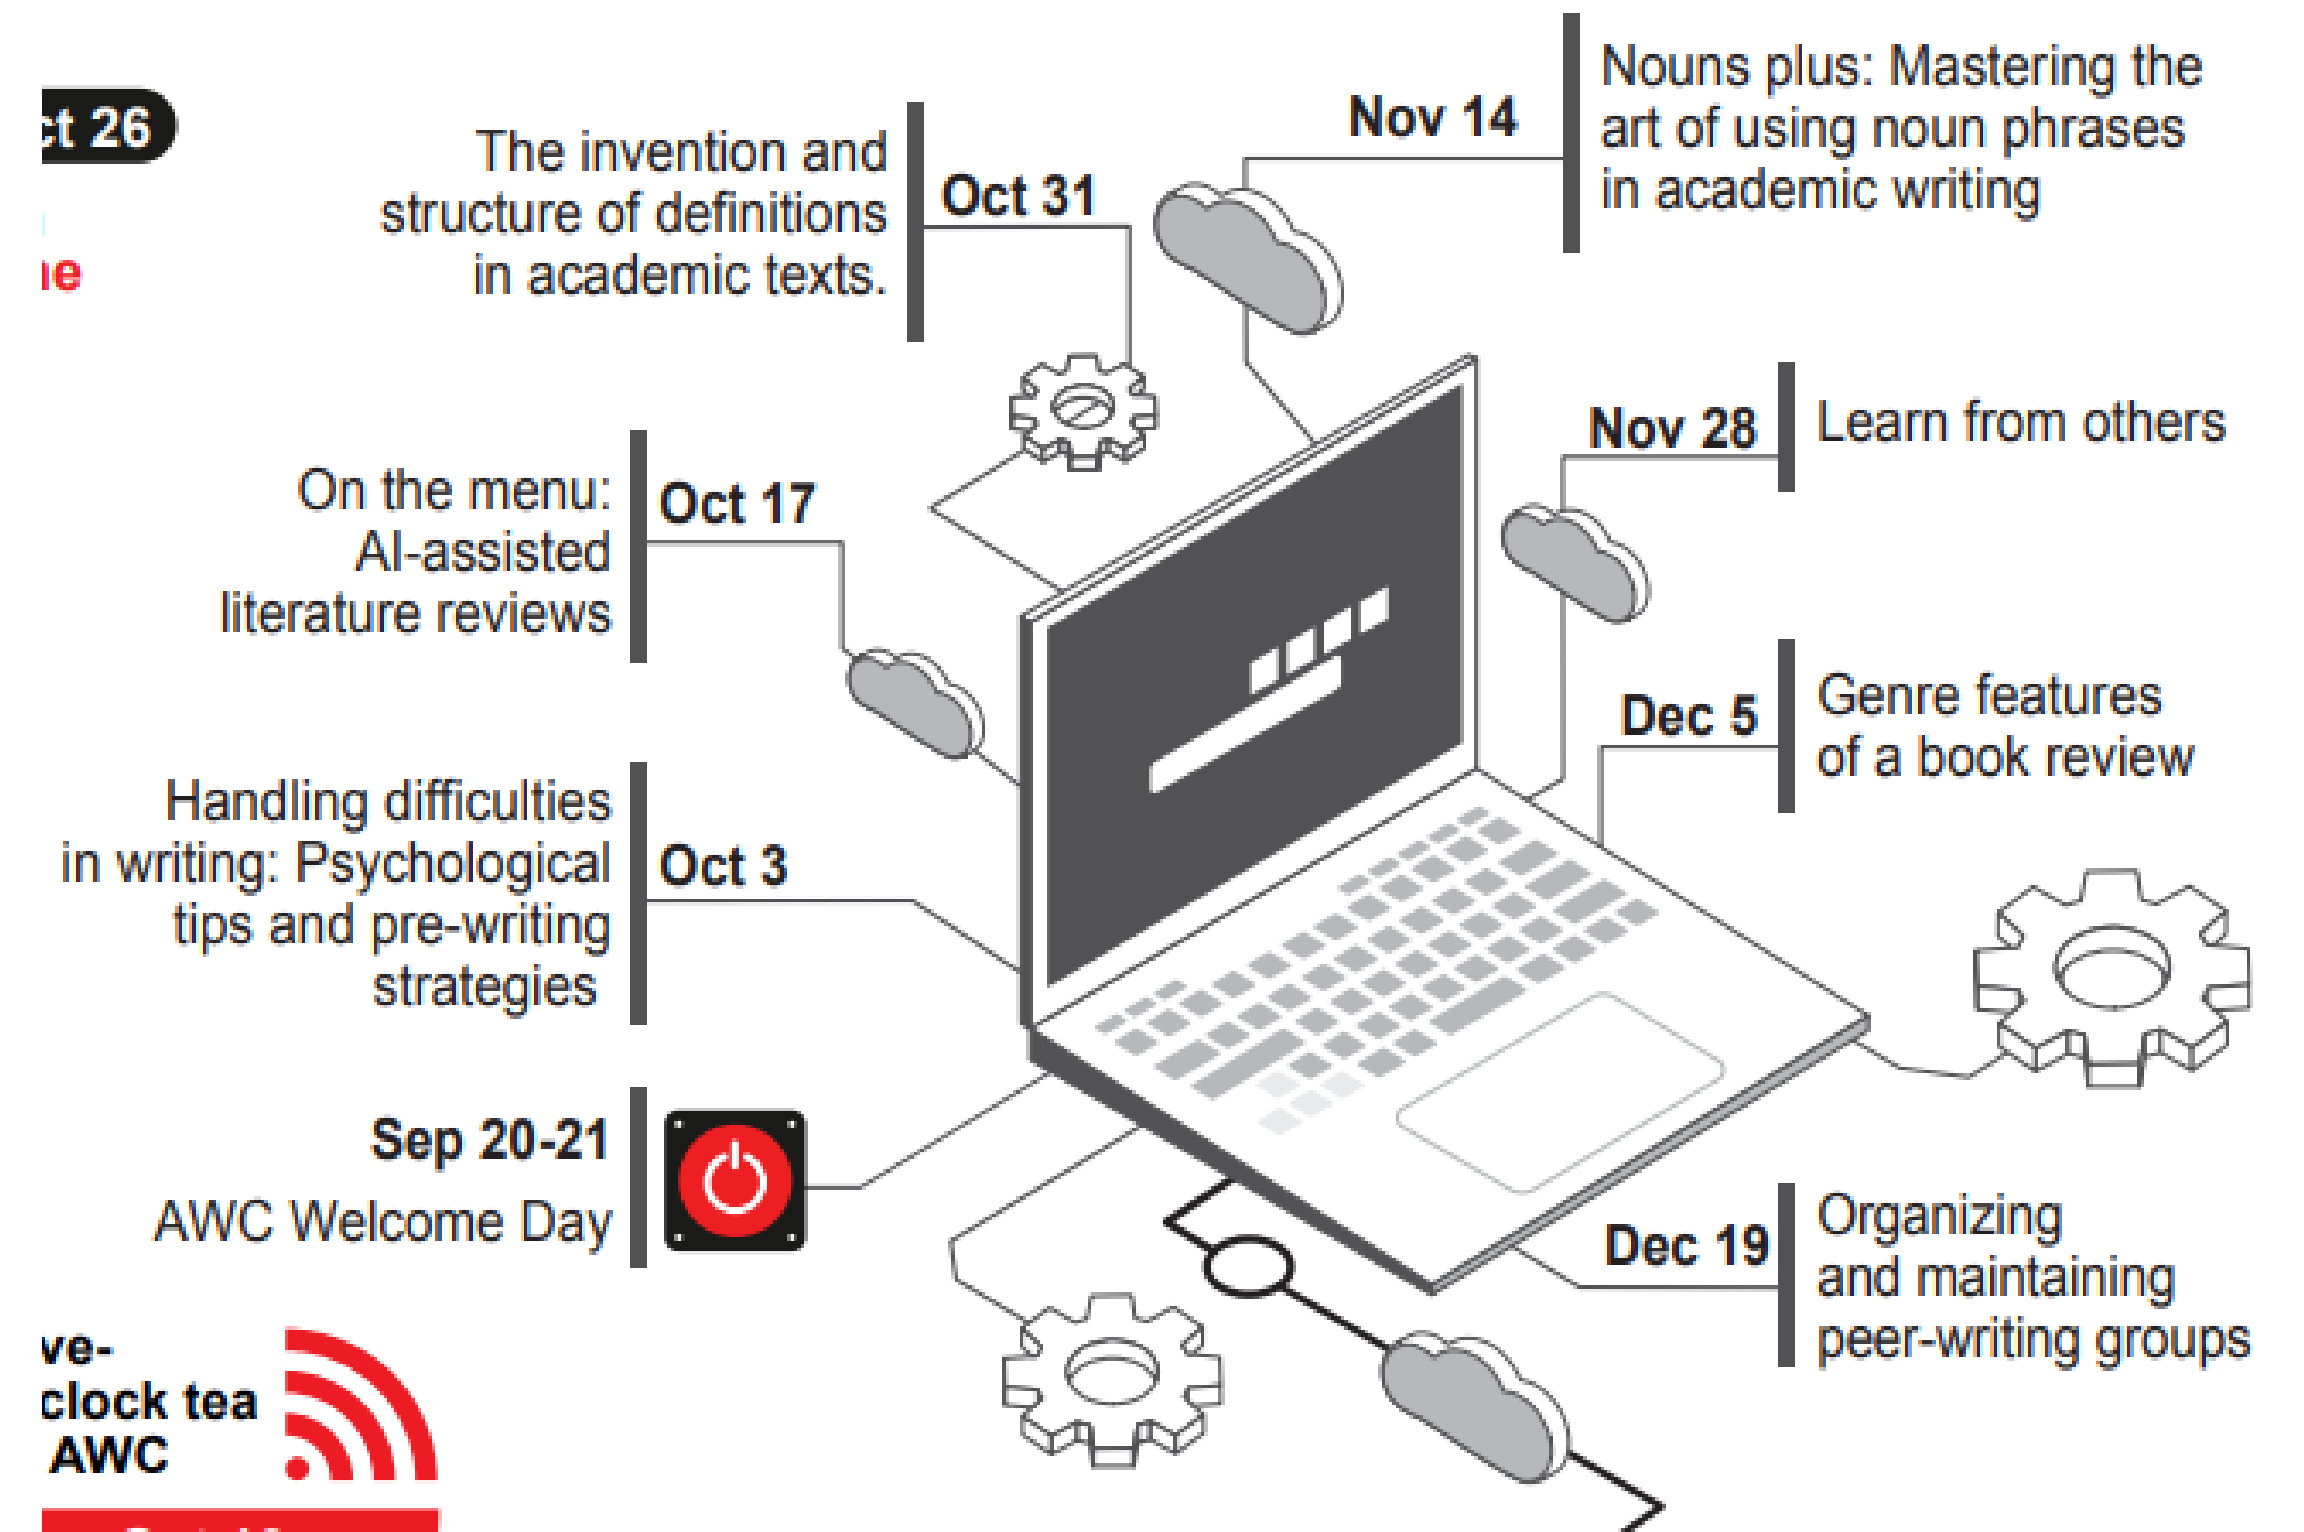 ct 26
The invention and
structure of definitions
in academic texts.
Oct 31
Nov 14
Nouns plus: Mastering the
art of using noun phrases
in academic writing
On the menu:
AI-assisted
literature reviews
Oct 17
Nov 28
Learn from others
Handling difficulties
in writing: Psychological
tips and pre-writing
strategies
Oct 3
Dec 5
Genre features
of a book review
Sep 20-21
AWC Welcome Day
Dec 19
Organizing
and maintaining
peer-writing groups
ve-
clock tea
AWC